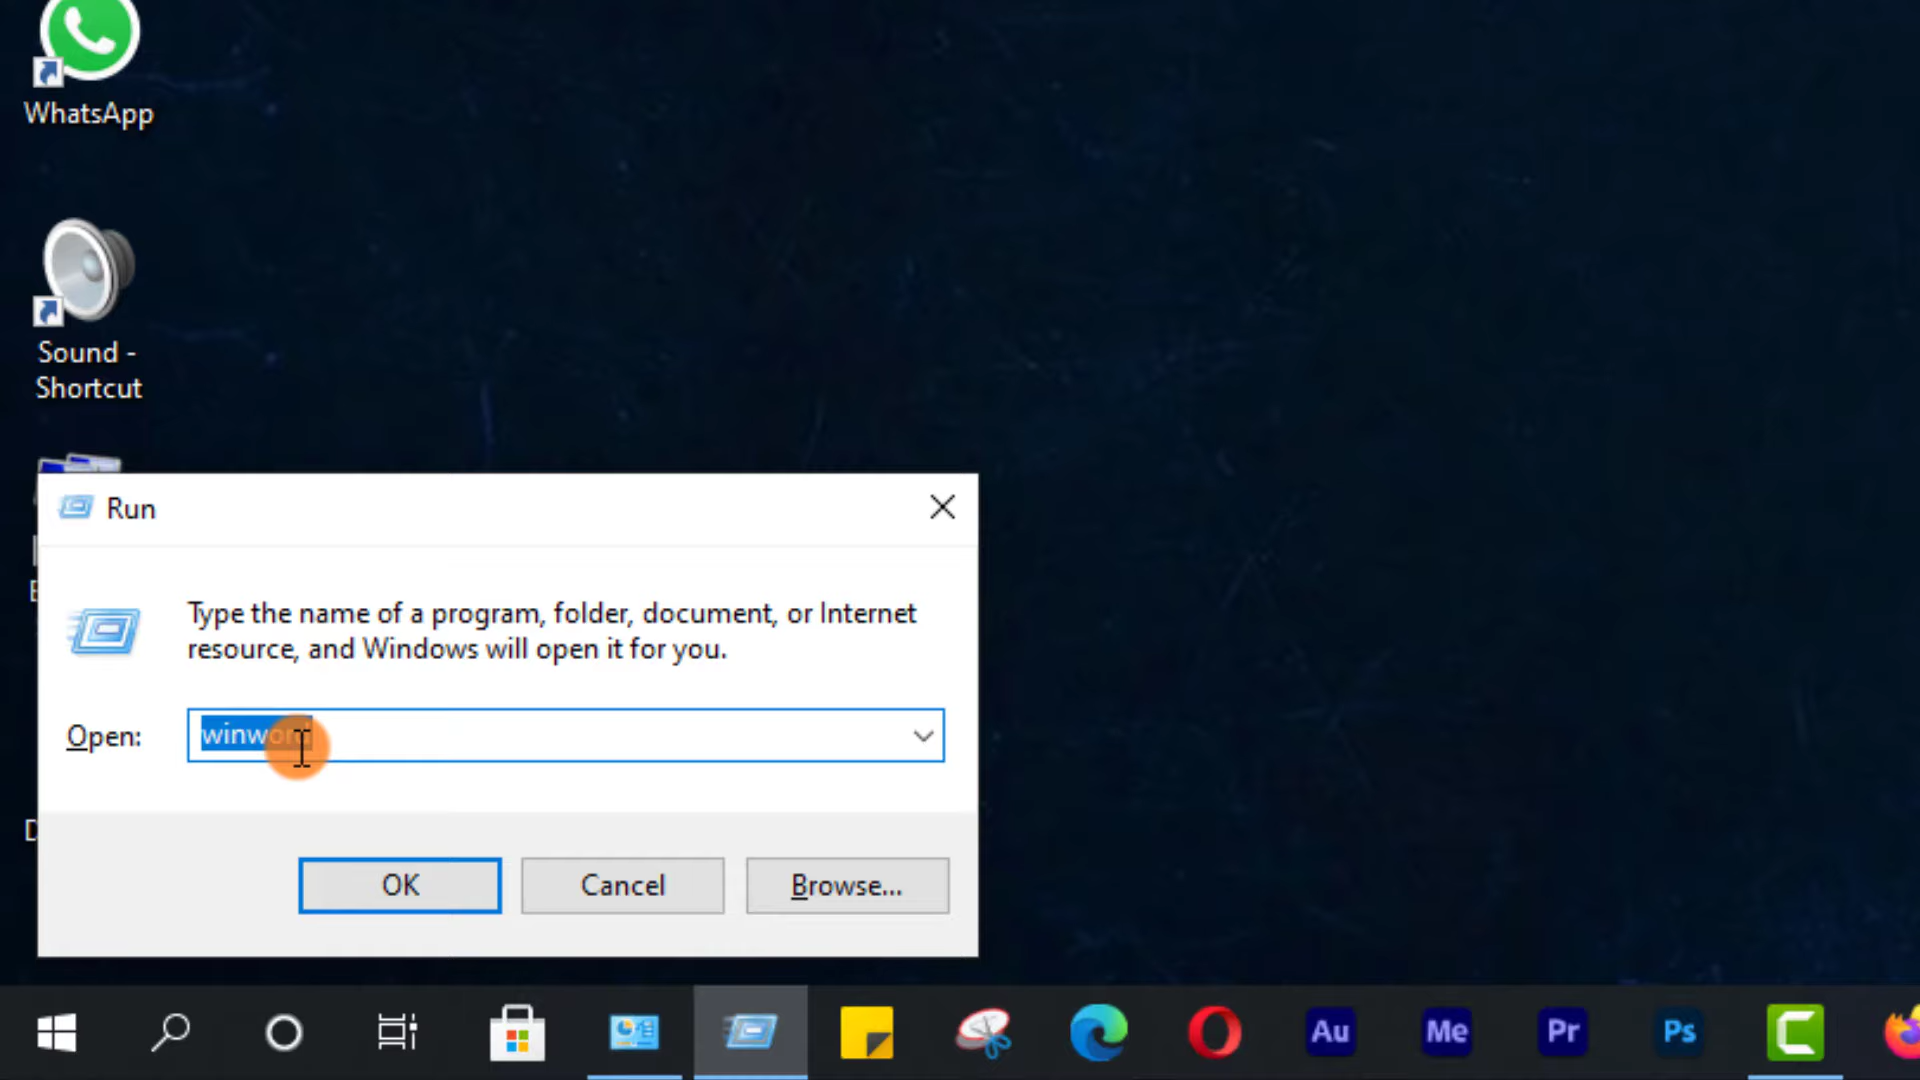 WhatsApp
Sound -
Shortcut
Run
Type the name of a program, folder, document, or Internet
resource, and Windows will open it for you.
Open:
winword
OK
Cancel
Browse...
Au
Me
Pr
Ps